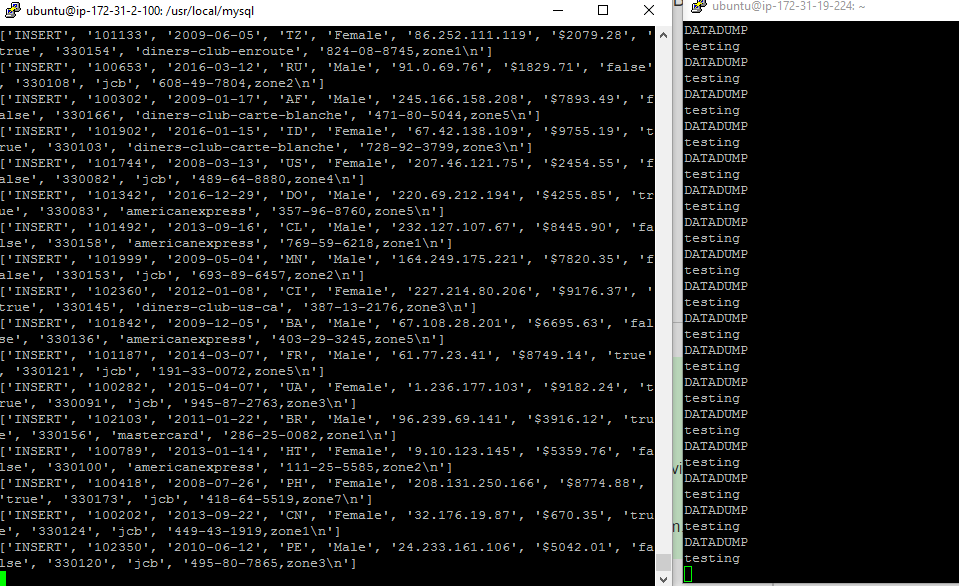 ubuntu@ip-172-31-2-100: /usr/local/mysql
['INSERT', '101133', '2009-06-05', 'TZ', 'Female', '86.252.111.119', '$2079.28', '
true', '330154', 'diners-club-enroute', '824-08-8745,zone1\n']
['INSERT', '100653', '2016-03-12', 'RU', 'Male', '91.0.69.76', '$1829.71', 'false'
, '330108', 'jcb', '608-49-7804,zone2\n']
['INSERT', '100302', '2009-01-17', 'AF', 'Male', '245.166.158.208', '$7893.49', 'f
alse', '330166', 'diners-club-carte-blanche', '471-80-5044,zone5\n']
['INSERT', '101902', '2016-01-15', 'ID', 'Female', '67.42.138.109', '$9755.19', 't
rue', '330103', 'diners-club-carte-blanche', '728-92-3799,zone3\n']
['INSERT', '101744', '2008-03-13', 'US', 'Female', '207.46.121.75', '$2454.55', 'f
alse', '330082', 'jcb', '489-64-8880,zone4\n']
['INSERT', '101342', '2016-12-29', 'DO', 'Male', '220.69.212.194', '$4255.85', 'tr
ue', '330083', 'americanexpress', '357-96-8760,zone5\n']
['INSERT', '101492', '2013-09-16', 'CL', 'Male', '232.127.107.67', '$8445.90', 'fa
lse', '330158', 'americanexpress', '769-59-6218,zone1\n']
['INSERT', '101999', '2009-05-04', 'MN', 'Male', '164.249.175.221', '$7820.35', 'f
alse', '330153', 'jcb', '693-89-6457,zone2\n']
['INSERT', '102360', '2012-01-08', 'CI', 'Female', '227.214.80.206', '$9176.37', '
true', '330145', 'diners-club-us-ca', '387-13-2176,zone3\n']
['INSERT', '101842', '2009-12-05', 'BA', 'Male', '67.108.28.201', '$6695.63', 'fal
se', '330136', 'americanexpress', '403-29-3245,zone5\n']
['INSERT', '101187', '2014-03-07', 'FR', 'Male', '61.77.23.41', '$8749.14', 'true'
, '330121', 'jcb', '191-33-0072,zone5\n']
['INSERT', '100282', '2015-04-07', 'UA', 'Female', '1.236.177.103', '$9182.24', 't
rue', '330091', 'jcb', '945-87-2763,zone3\n']
['INSERT', '102103', '2011-01-22', 'BR', 'Male', '96.239.69.141', '$3916.12', 'tru
e', '330156', 'mastercard', '286-25-0082,zone1\n']
['INSERT', '100789', '2013-01-14', 'HT', 'Female', '9.10.123.145', '$5359.76', 'fa
lse', '330100', 'americanexpress', '111-25-5585,zone2\n']
['INSERT', '100418', '2008-07-26', 'PH', 'Female', '208.131.250.166', '$8774.88',
'true', '330173', 'jcb', '418-64-5519,zone7\n']
['INSERT', '100202', '2013-09-22', 'CN', 'Female', '32.176.19.87', '$670.35', 'tru
e', '330124', 'jcb', '449-43-1919,zone1\n']
['INSERT', '102350', '2010-06-12', 'PE', 'Male', '24.233.161.106', '$5042.01', 'fa
lse', '330120', 'jcb', '495-80-7865,zone3\n']
ubuntu@ip-172-31-19-224: ~
DATADUMP
testing
DATADUMP
testing
DATADUMP
testing
DATADUMP
testing
DATADUMP
testing
DATADUMP
testing
DATADUMP
testing
DATADUMP
testing
DATADUMP
testing
DATADUMP
testing
DATADUMP
testing
DATADUMP
testing
DATADUMP
testing
DATADUMP
testing
DATADUMP
testing
DATADUMP
testing
DATADUMP
testing